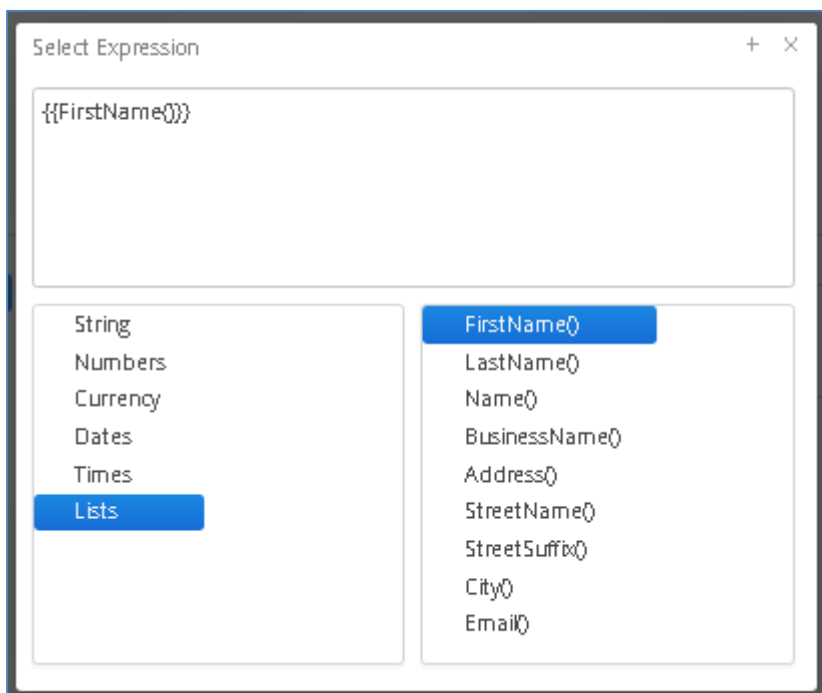 Select Expression + ×
{{FirstName()}}
String
Numbers
Currency
Dates
Times
Lists
FirstName()
LastName()
Name()
BusinessName()
Address()
StreetName()
StreetSuffix()
City()
Email()